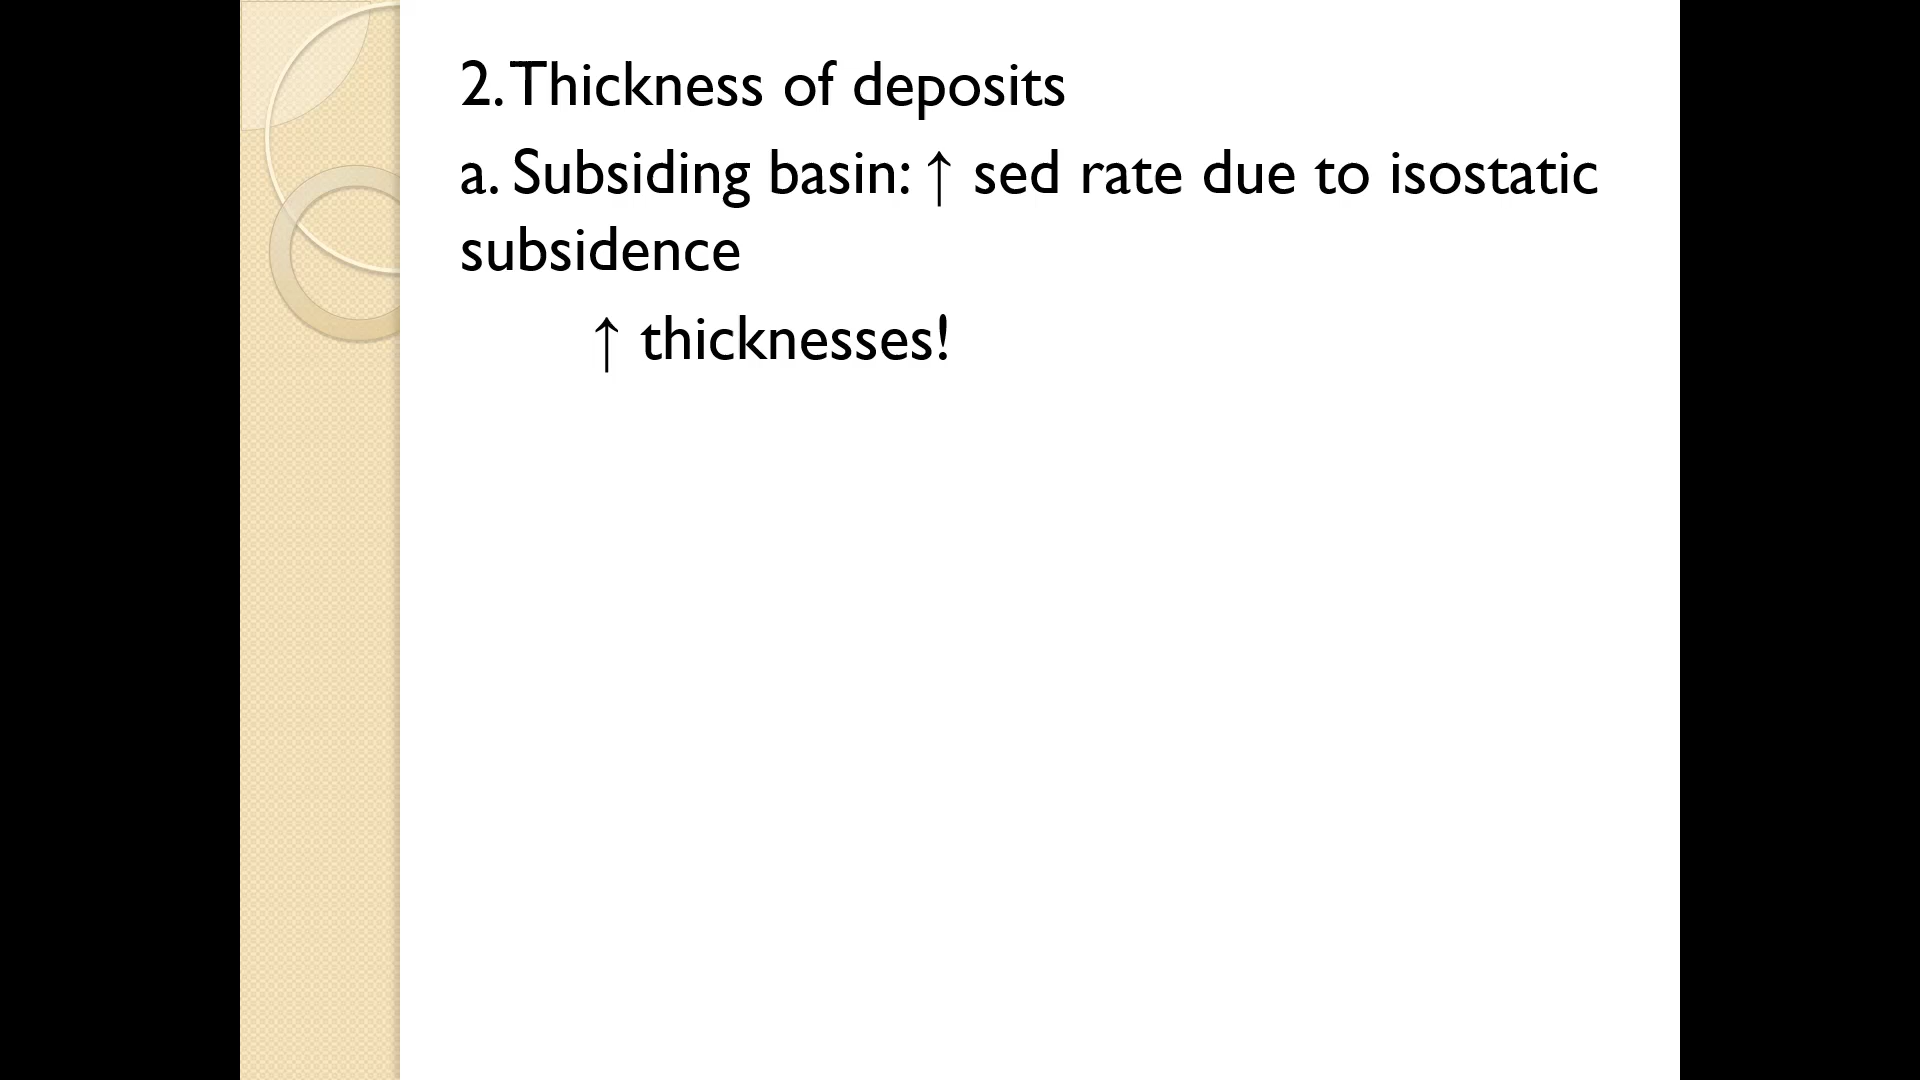 2. Thickness of deposits
a. Subsiding basin: ↑ sed rate due to isostatic
subsidence
↑ thicknesses!